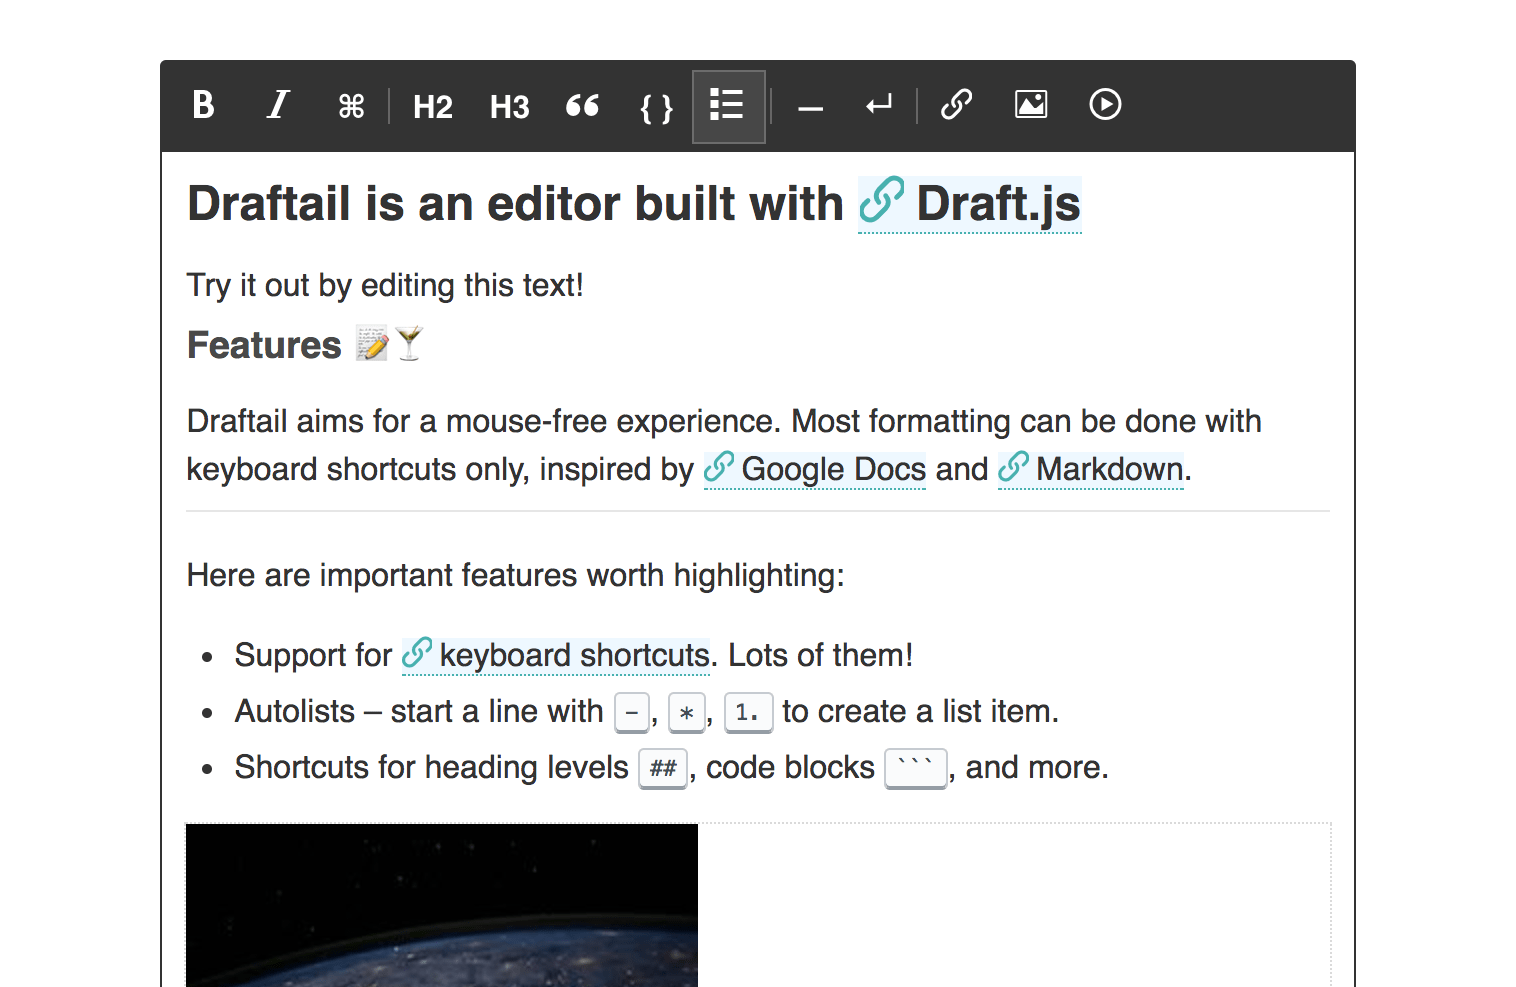 B I ⌘ H2 H3 “ { }
Draftail is an editor built with Draft.js
Try it out by editing this text!
Features 📝🍸
Draftail aims for a mouse-free experience. Most formatting can be done with
keyboard shortcuts only, inspired by Google Docs and Markdown.
Here are important features worth highlighting:
• Support for keyboard shortcuts. Lots of them!
• Autolists – start a line with -, *, 1. to create a list item.
• Shortcuts for heading levels ##, code blocks ```, and more.